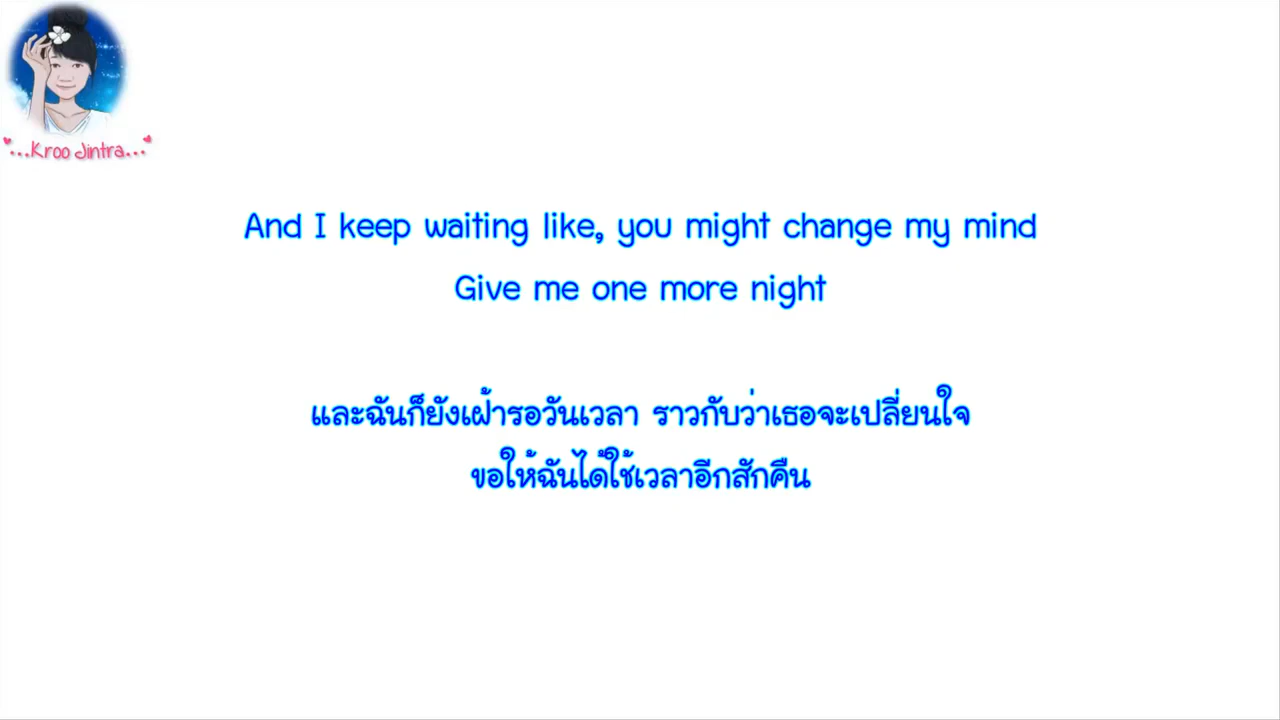 ...Kroo Jintra...
And I keep waiting like, you might change my mind
Give me one more night
และฉันก็ยังเฝ้ารอวันเวลา ราวกับว่าเธอจะเปลี่ยนใจ
ขอให้ฉันได้ใช้เวลาอีกสักคืน